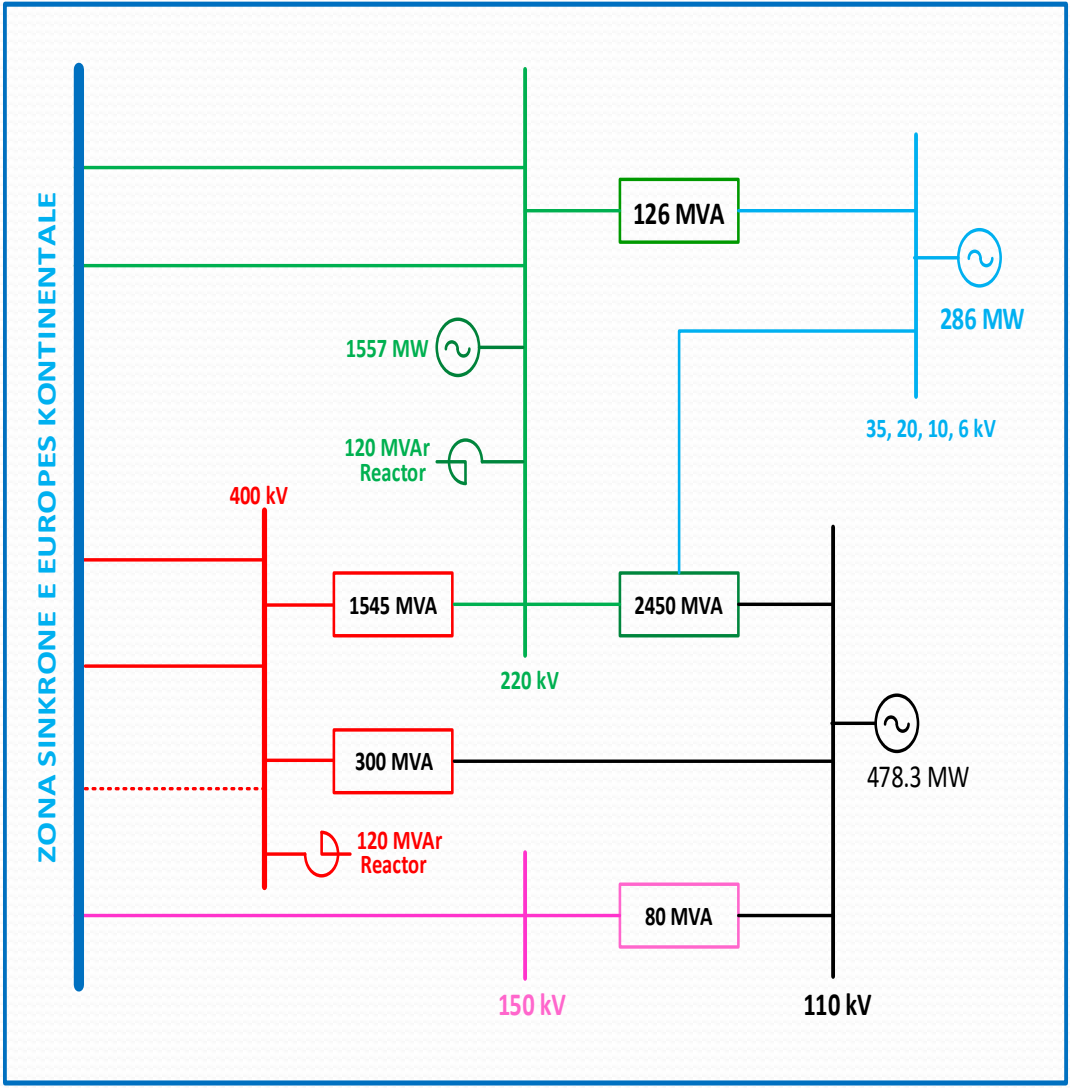 ZONA SINKRONE E EUROPES KONTINENTALE
126 MVA
286 MW
1557 MW
35, 20, 10, 6 kV
120 MVAr
Reactor
400 kV
1545 MVA
2450 MVA
220 kV
300 MVA
478.3 MW
120 MVAr
Reactor
80 MVA
150 kV
110 kV